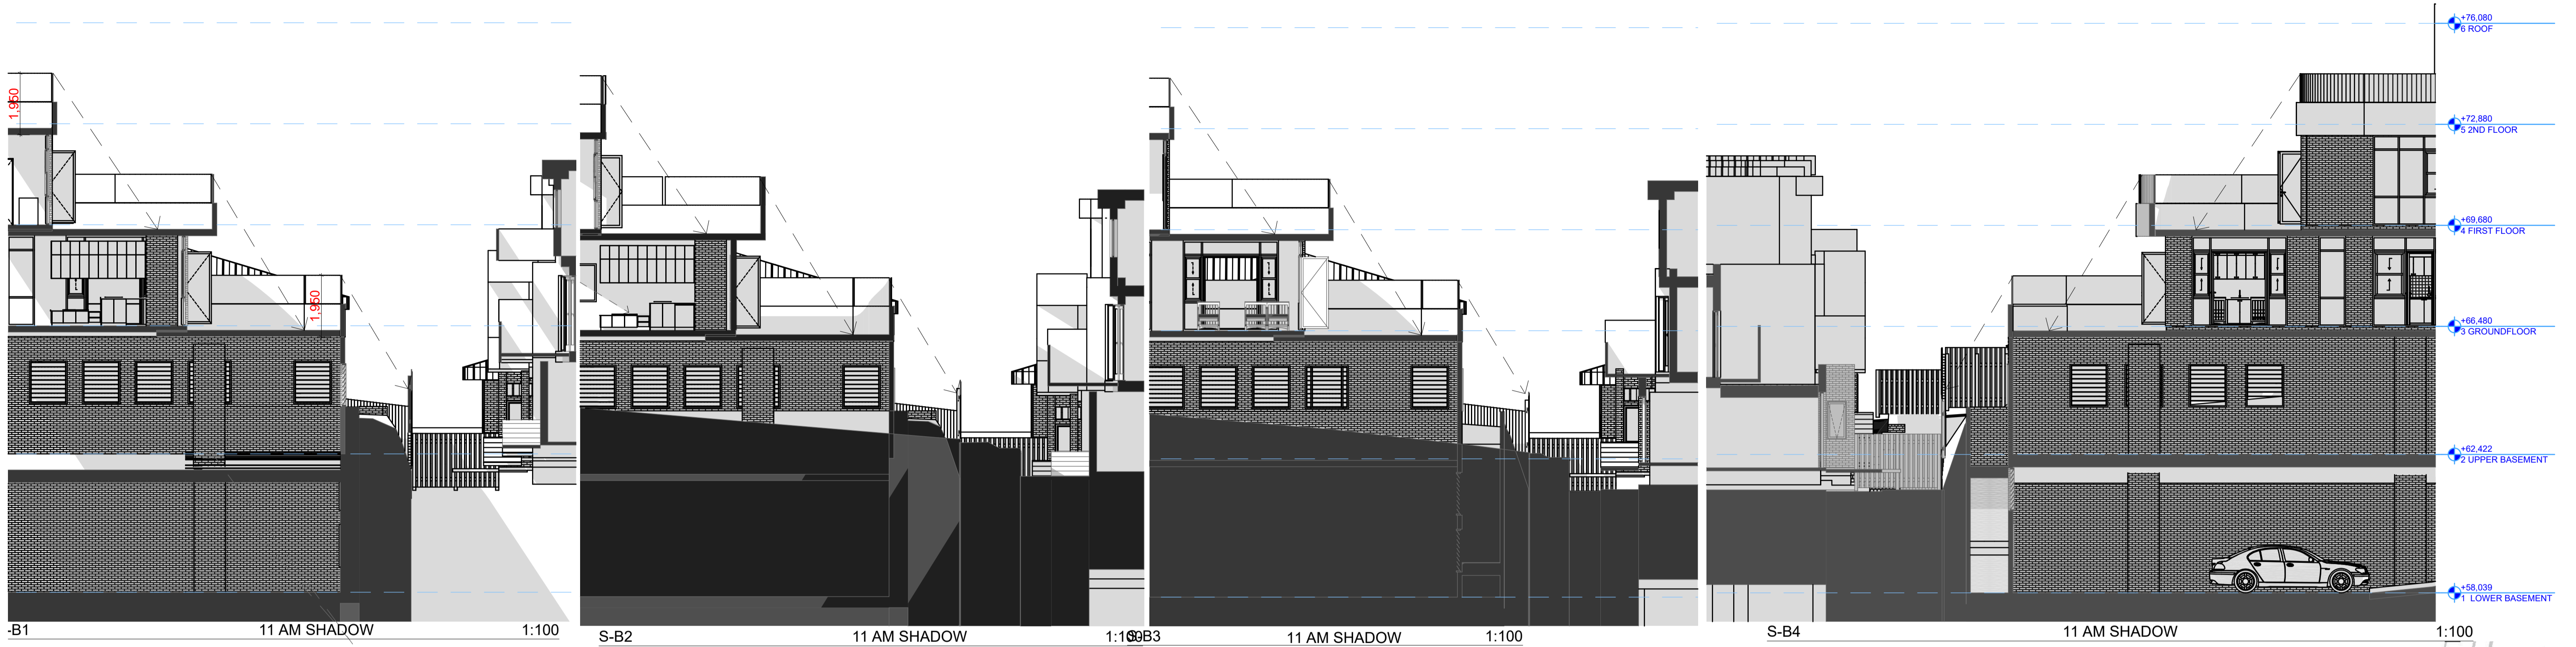 1,950
1,950
+76,080
6 ROOF
+72,880
5 2ND FLOOR
+69,680
4 FIRST FLOOR
+66,480
3 GROUNDFLOOR
+62,422
2 UPPER BASEMENT
+58,039
1 LOWER BASEMENT
-B1 11 AM SHADOW 1:100
S-B2 11 AM SHADOW 1:100
S-B3 11 AM SHADOW 1:100
S-B4 11 AM SHADOW 1:100